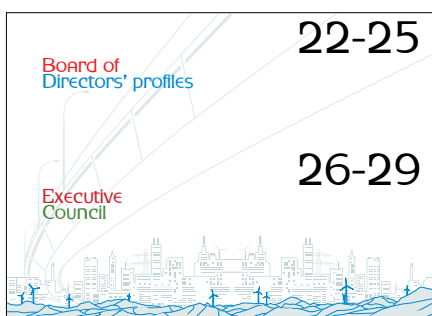 22-25
Board of
Directors' profiles
26-29
Executive
Council